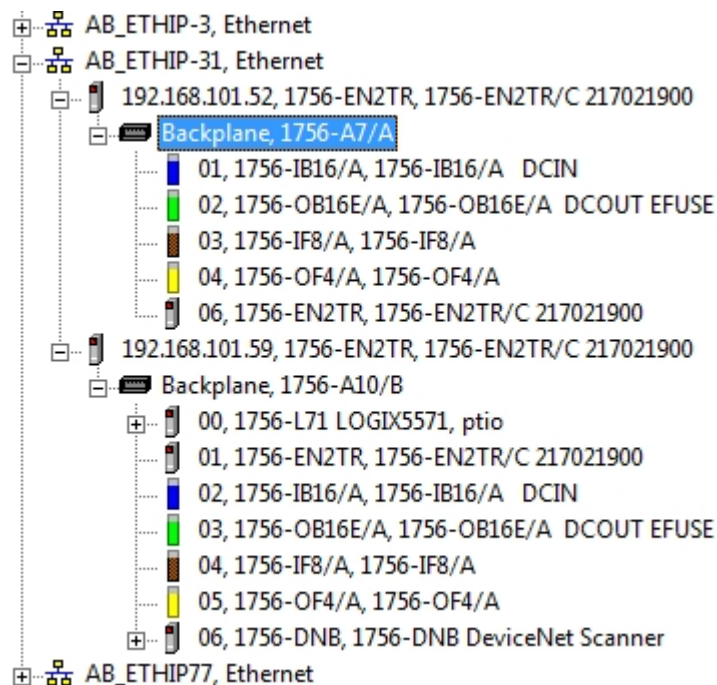 AB_ETHIP-3, Ethernet
AB_ETHIP-31, Ethernet
192.168.101.52, 1756-EN2TR, 1756-EN2TR/C 217021900
Backplane, 1756-A7/A
01, 1756-IB16/A, 1756-IB16/A DCIN
02, 1756-OB16E/A, 1756-OB16E/A DCOUT EFUSE
03, 1756-IF8/A, 1756-IF8/A
04, 1756-OF4/A, 1756-OF4/A
06, 1756-EN2TR, 1756-EN2TR/C 217021900
192.168.101.59, 1756-EN2TR, 1756-EN2TR/C 217021900
Backplane, 1756-A10/B
00, 1756-L71 LOGIX5571, ptio
01, 1756-EN2TR, 1756-EN2TR/C 217021900
02, 1756-IB16/A, 1756-IB16/A DCIN
03, 1756-OB16E/A, 1756-OB16E/A DCOUT EFUSE
04, 1756-IF8/A, 1756-IF8/A
05, 1756-OF4/A, 1756-OF4/A
06, 1756-DNB, 1756-DNB DeviceNet Scanner
AB_ETHIP77, Ethernet